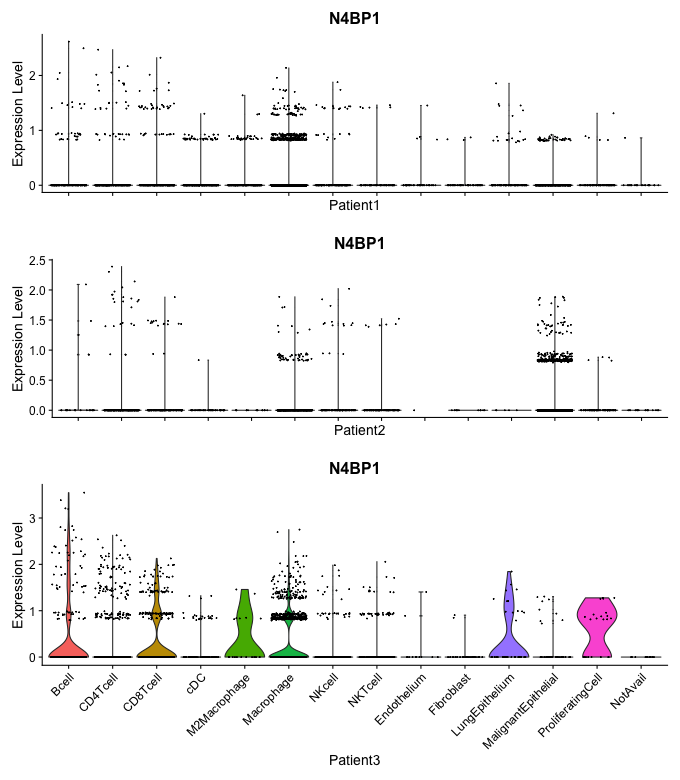 N4BP1
Expression Level
2
1
0
Patient1
N4BP1
Expression Level
2.5
2.0
1.5
1.0
0.5
0.0
Patient2
N4BP1
Expression Level
3
2
1
0
Bcell
CD4Tcell
CD8Tcell
cDC
M2Macrophage
Macrophage
NKcell
NKTcell
Endothelium
Fibroblast
LungEpithelium
MalignantEpithelial
ProliferatingCell
NotAvail
Patient3